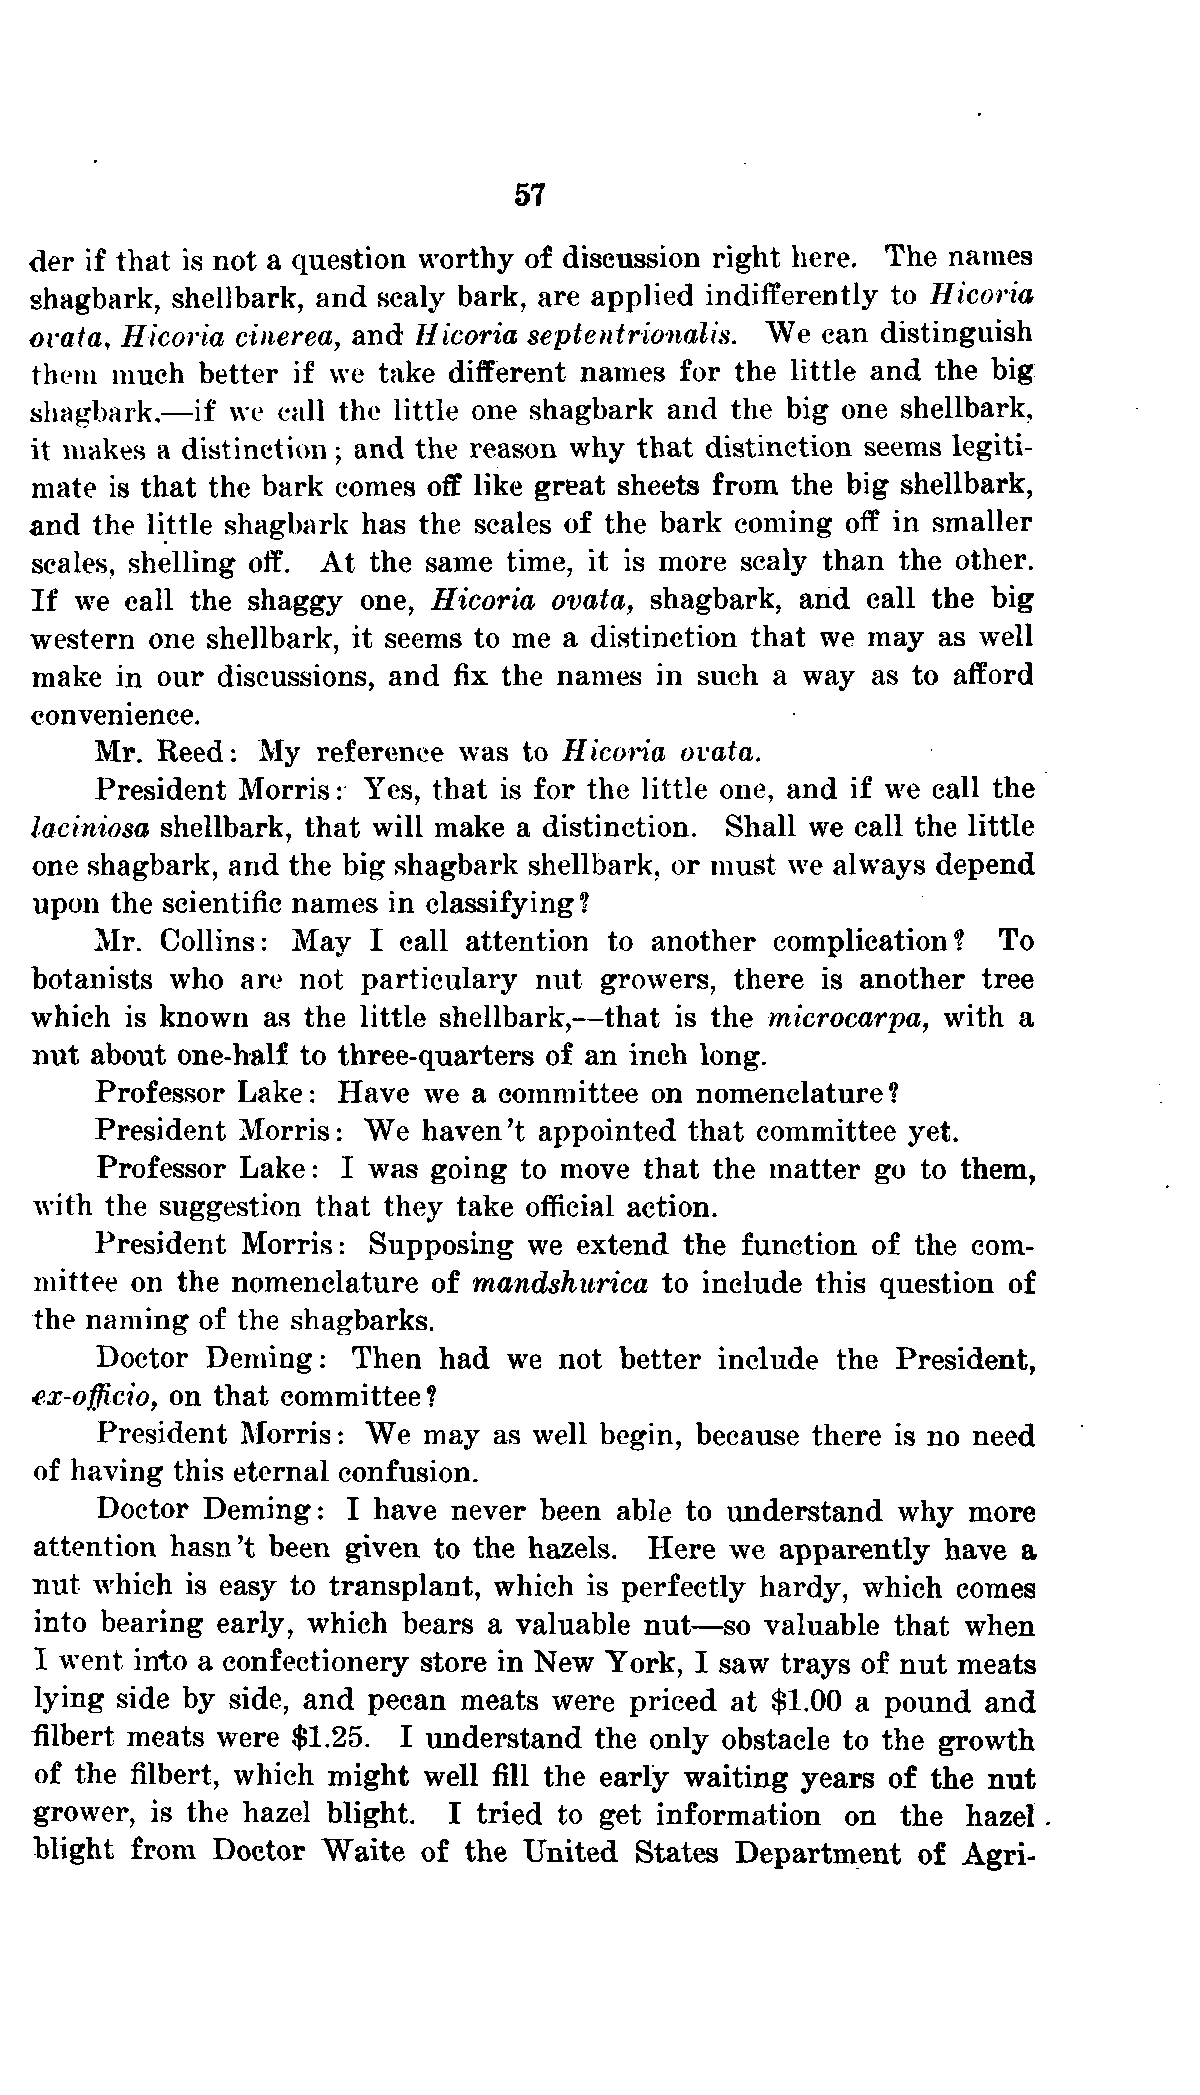 57
der if that is not a question worthy of discussion right here. The names
shagbark, shellbark, and scaly bark, are applied indifferently to Hicoria
ovata, Hicoria cinerea, and Hicoria septentrionalis. We can distinguish
them much better if we take different names for the little and the big
shagbark,—if we call the little one shagbark and the big one shellbark,
it makes a distinction; and the reason why that distinction seems legiti-
mate is that the bark comes off like great sheets from the big shellbark,
and the little shagbark has the scales of the bark coming off in smaller
scales, shelling off. At the same time, it is more scaly than the other.
If we call the shaggy one, Hicoria ovata, shagbark, and call the big
western one shellbark, it seems to me a distinction that we may as well
make in our discussions, and fix the names in such a way as to afford
convenience.
Mr. Reed: My reference was to Hicoria ovata.
President Morris: Yes, that is for the little one, and if we call the
laciniosa shellbark, that will make a distinction. Shall we call the little
one shagbark, and the big shagbark shellbark, or must we always depend
upon the scientific names in classifying?
Mr. Collins: May I call attention to another complication? To
botanists who are not particulary nut growers, there is another tree
which is known as the little shellbark,—that is the microcarpa, with a
nut about one-half to three-quarters of an inch long.
Professor Lake: Have we a committee on nomenclature?
President Morris: We haven't appointed that committee yet.
Professor Lake: I was going to move that the matter go to them,
with the suggestion that they take official action.
President Morris: Supposing we extend the function of the com-
mittee on the nomenclature of mandshurica to include this question of
the naming of the shagbarks.
Doctor Deming: Then had we not better include the President,
ex-officio, on that committee?
President Morris: We may as well begin, because there is no need
of having this eternal confusion.
Doctor Deming: I have never been able to understand why more
attention hasn't been given to the hazels. Here we apparently have a
nut which is easy to transplant, which is perfectly hardy, which comes
into bearing early, which bears a valuable nut—so valuable that when
I went into a confectionery store in New York, I saw trays of nut meats
lying side by side, and pecan meats were priced at $1.00 a pound and
filbert meats were $1.25. I understand the only obstacle to the growth
of the filbert, which might well fill the early waiting years of the nut
grower, is the hazel blight. I tried to get information on the hazel
blight from Doctor Waite of the United States Department of Agri-